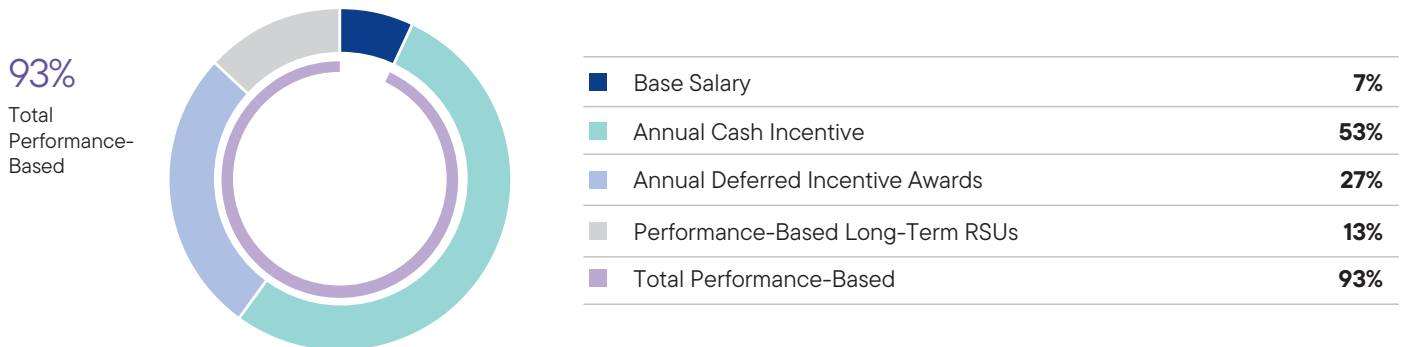 93%
Total
Performance-
Based
Base Salary 7%
Annual Cash Incentive 53%
Annual Deferred Incentive Awards 27%
Performance-Based Long-Term RSUs 13%
Total Performance-Based 93%